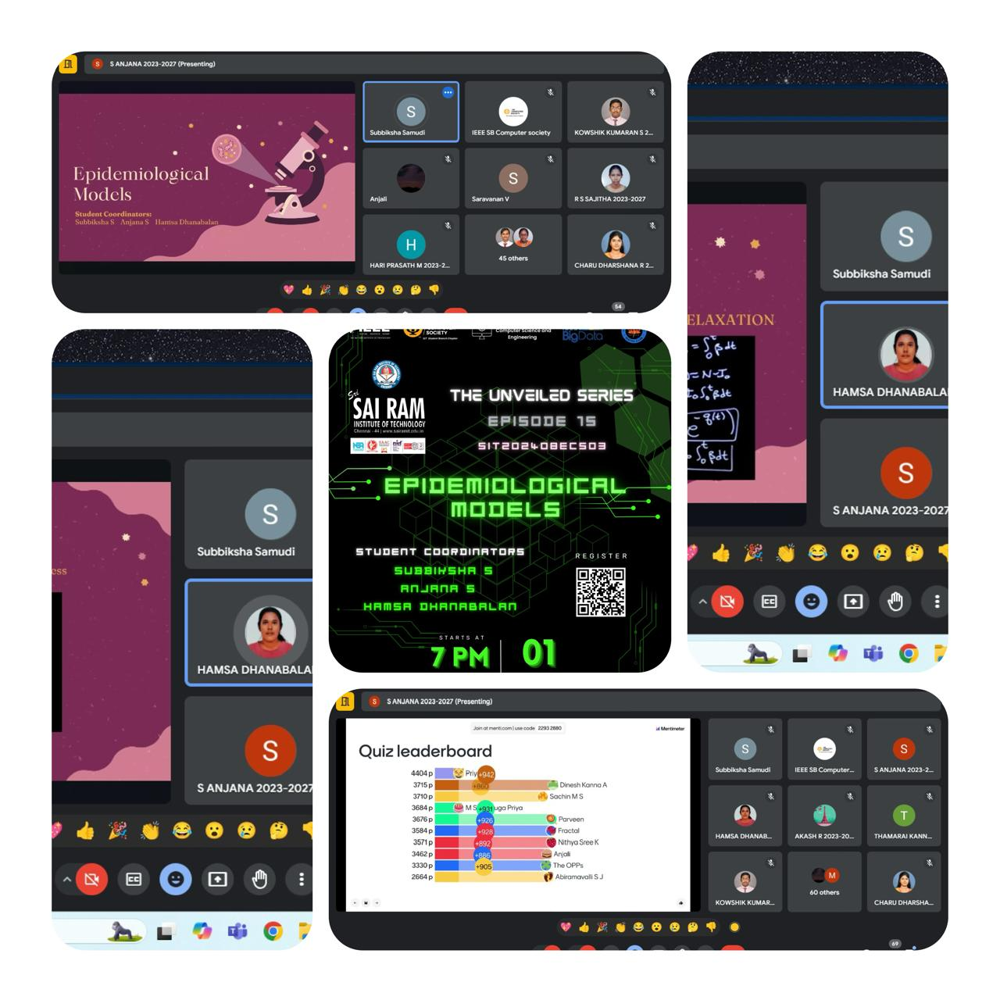 S ANJANA 2023-2027 (Presenting)
Epidemiological
Models
Student Coordinators:
Subbiksha S Anjana S Hamsa Dhanabalan
S
Subbiksha Samudi
IEEE SB Computer society
KOWSHIK KUMARAN S 2...
Anjali
S
Saravanan V
R S SAJITHA 2023-2027
H
HARI PRASATH M 2023-2...
45 others
CHARU DHARSHANA R 2...
54
ELAXATION
S
Subbiksha Samudi
HAMSA DHANABALA
S
S ANJANA 2023-2027
CC
ess
S
Subbiksha Samudi
HAMSA DHANABALA
S
S ANJANA 2023-2027
CC
SOCIETY
Computer Science and
Engineering
BigData
Sri
SAI RAM
INSTITUTE OF TECHNOLOGY
Chennai - 44 | www.sairamit.edu.in
THE UNVEILED SERIES
EPISODE 15
SIT202408ECS03
EPIDEMIOLOGICAL
MODELS
STUDENT COORDINATORS
SUBBIKSHA S
ANJANA S
HAMSA DHANABALAN
REGISTER
STARTS AT
7 PM
01
S ANJANA 2023-2027 (Presenting)
Join at menti.com | use code 2293 2880
Mentimeter
Quiz leaderboard
4404 p +942
3715 p Dinesh Kanna A
3710 p Sachin M S
3684 p M S +931 uga Priya
3676 p +926 Parveen
3584 p +928 Fractal
3571 p +892 Nithya Sree K
3462 p +886 Anjali
3330 p +905 The OPPs
2664 p Abiramavalli S J
S
Subbiksha Samudi
IEEE SB Computer...
S
S ANJANA 2023-2...
HAMSA DHANAB...
AKASH R 2023-20...
T
THAMARAI KANN...
KOWSHIK KUMAR...
M
60 others
CHARU DHARSHA...
69